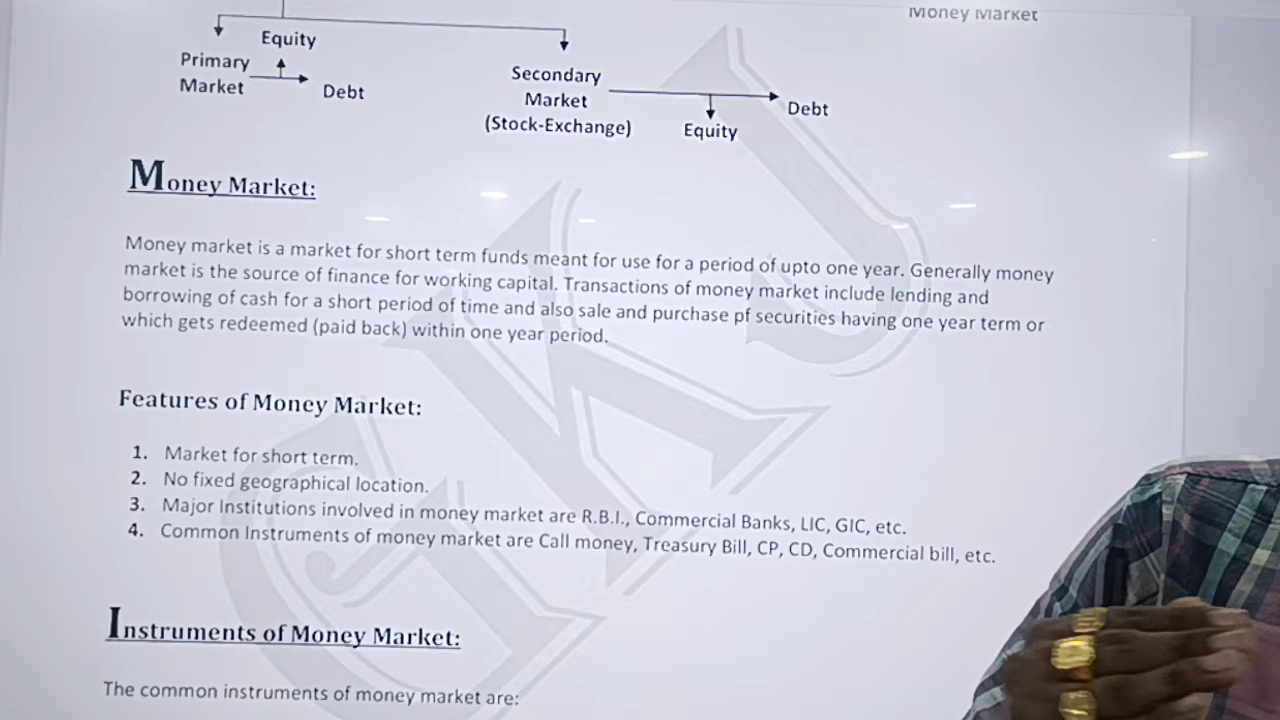 Money Market
Equity
Primary
Market
Debt
Secondary
Market
(Stock-Exchange)
Equity
Debt
Money Market:
Money market is a market for short term funds meant for use for a period of upto one year. Generally money
market is the source of finance for working capital. Transactions of money market include lending and
borrowing of cash for a short period of time and also sale and purchase pf securities having one year term or
which gets redeemed (paid back) within one year period.
Features of Money Market:
1. Market for short term.
2. No fixed geographical location.
3. Major Institutions involved in money market are R.B.I., Commercial Banks, LIC, GIC, etc.
4. Common Instruments of money market are Call money, Treasury Bill, CP, CD, Commercial bill, etc.
Instruments of Money Market:
The common instruments of money market are:
GKJ